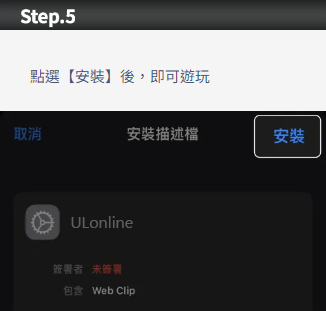 Step.5
點選【安裝】後，即可遊玩
取消 安裝描述檔 安裝
ULonline
簽署者 未簽署
包含 Web Clip